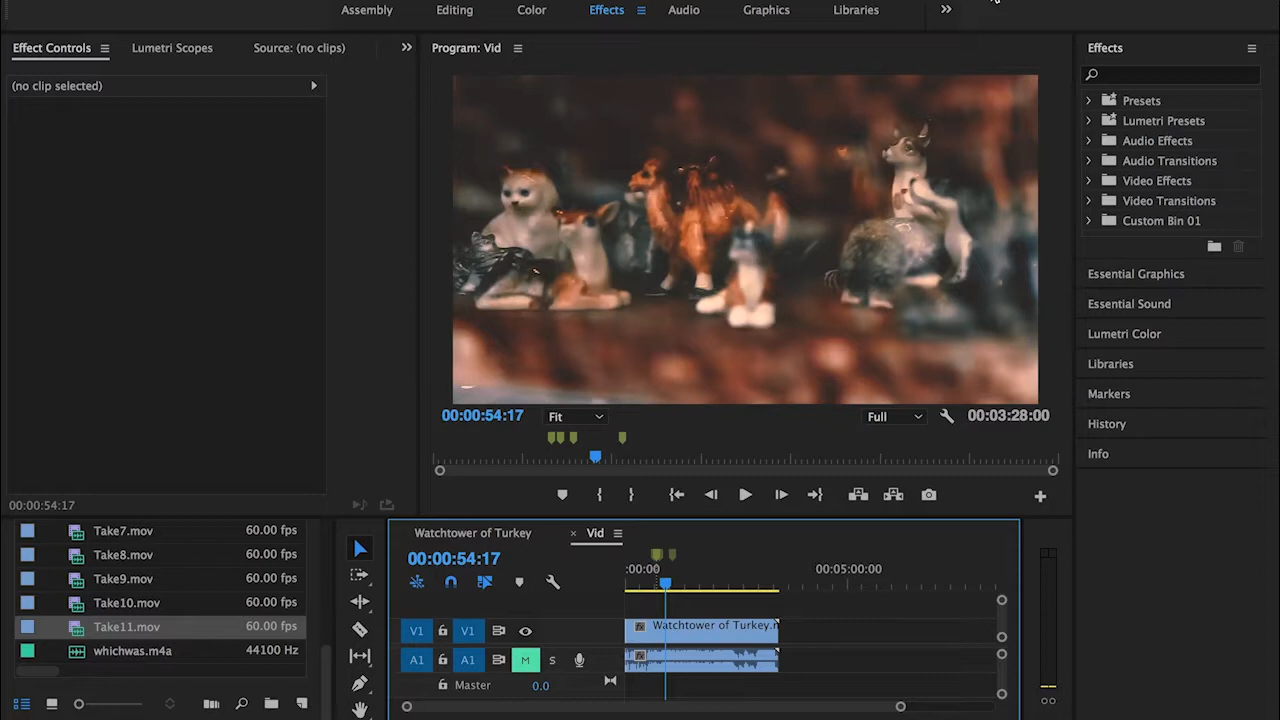 Assembly
Editing
Color
Effects
Audio
Graphics
Libraries
Effect Controls
Lumetri Scopes
Source: (no clips)
Program: Vid
Effects
(no clip selected)
Presets
Lumetri Presets
Audio Effects
Audio Transitions
Video Effects
Video Transitions
Custom Bin 01
Essential Graphics
Essential Sound
Lumetri Color
Libraries
Markers
History
Info
00:00:54:17
Fit
Full
00:03:28:00
00:00:54:17
Take7.mov 60.00 fps
Take8.mov 60.00 fps
Take9.mov 60.00 fps
Take10.mov 60.00 fps
Take11.mov 60.00 fps
whichwas.m4a 44100 Hz
Watchtower of Turkey
× Vid
00:00:54:17
:00:00
00:05:00:00
V1 V1
Watchtower of Turkey.m
fx
A1 A1 M S
fx
Master 0.0
S S